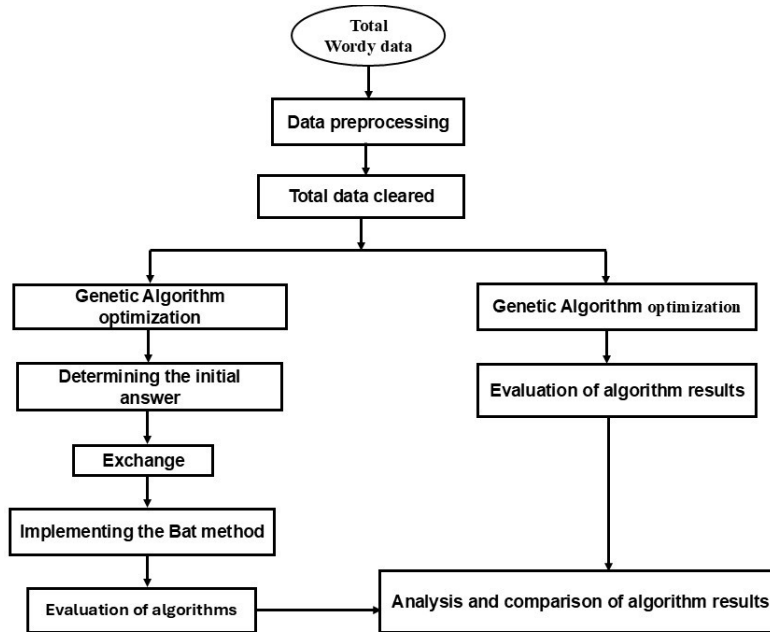 Total
Wordy data
Data preprocessing
Total data cleared
Genetic Algorithm
optimization
Determining the initial
answer
Exchange
Implementing the Bat method
Evaluation of algorithms
Genetic Algorithm optimization
Evaluation of algorithm results
Analysis and comparison of algorithm results